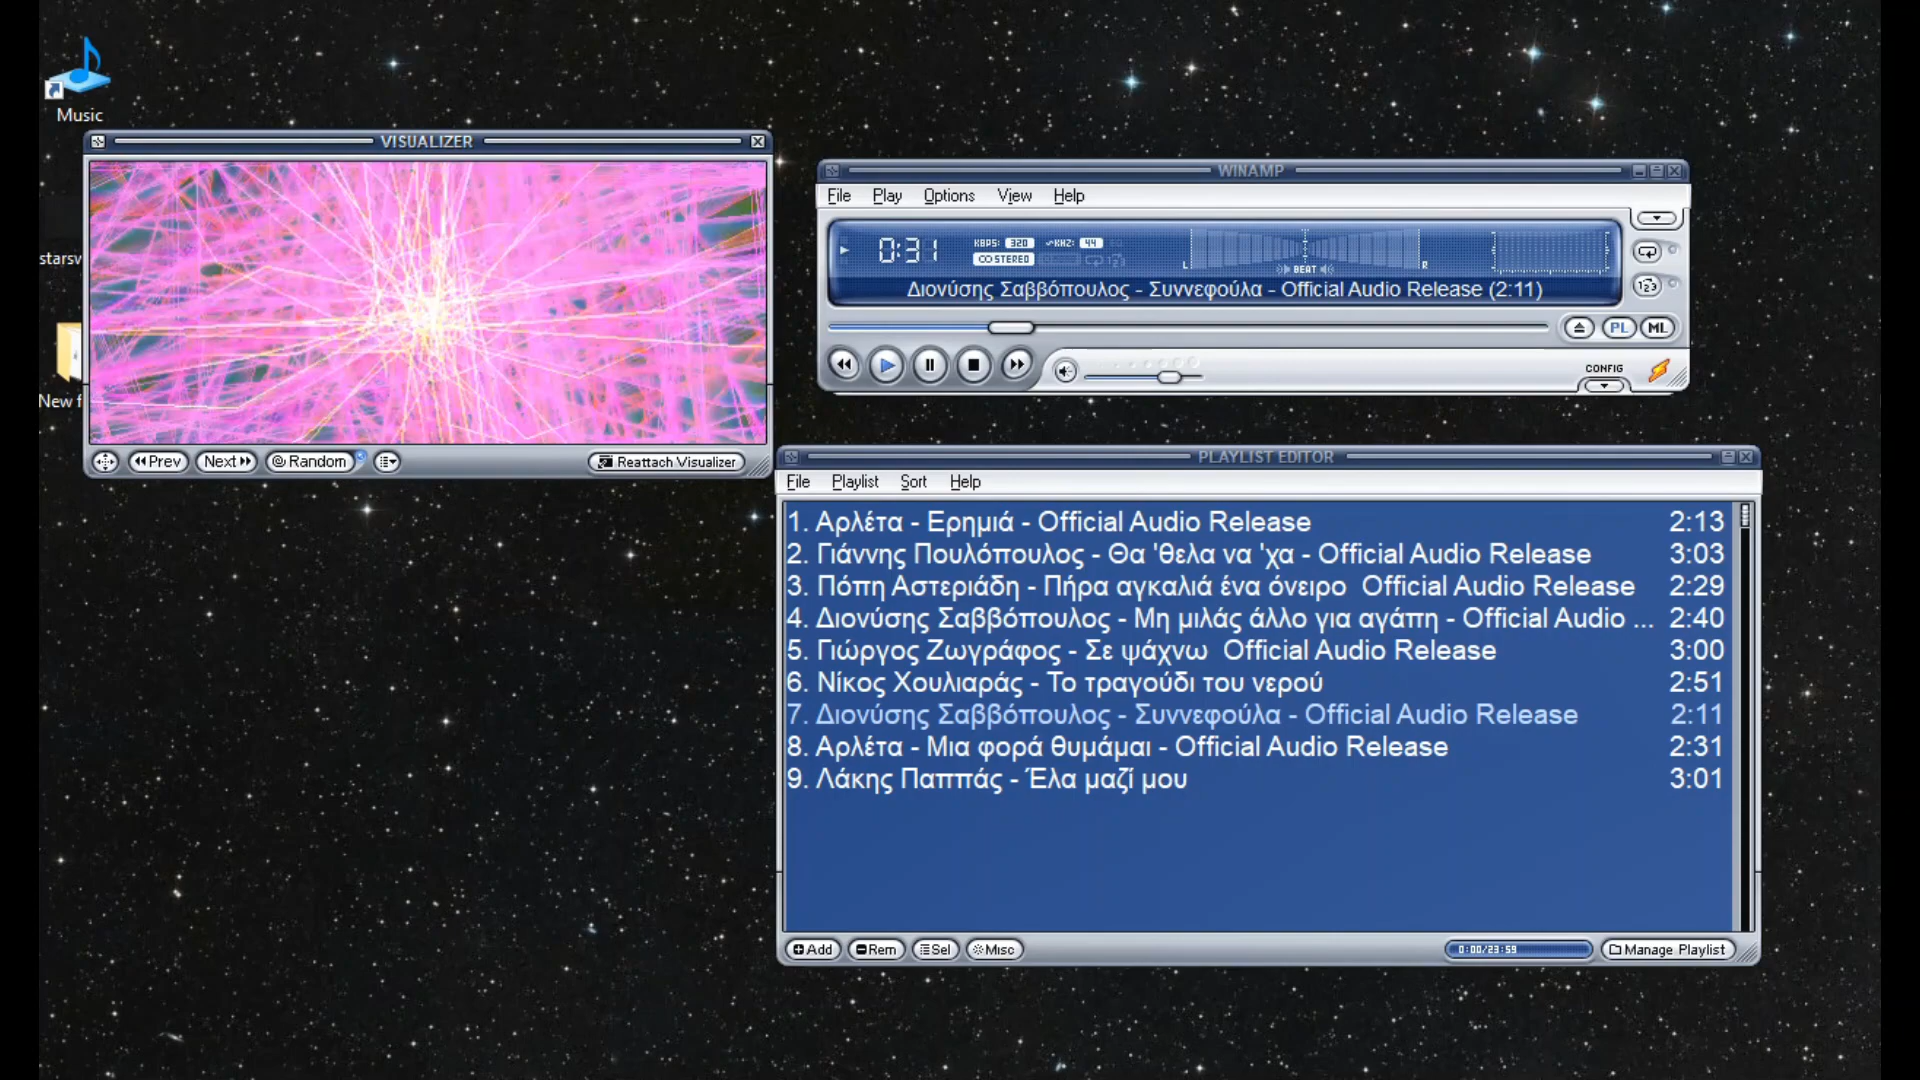 Music
VISUALIZER
starsw
New f
Prev
Next
Random
Reattach Visualizer
WINAMP
File Play Options View Help
0:31
KBPS: 320 KHZ: 44
STEREO
L BEAT R
Διονύσης Σαββόπουλος - Συννεφούλα - Official Audio Release (2:11)
123
PL ML
CONFIG
PLAYLIST EDITOR
File Playlist Sort Help
1. Αρλέτα - Ερημιά - Official Audio Release 2:13
2. Γιάννης Πουλόπουλος - Θα 'θελα να 'χα - Official Audio Release 3:03
3. Πόπη Αστεριάδη - Πήρα αγκαλιά ένα όνειρο  Official Audio Release 2:29
4. Διονύσης Σαββόπουλος - Μη μιλάς άλλο για αγάπη - Official Audio ... 2:40
5. Γιώργος Ζωγράφος - Σε ψάχνω  Official Audio Release 3:00
6. Νίκος Χουλιαράς - Το τραγούδι του νερού 2:51
7. Διονύσης Σαββόπουλος - Συννεφούλα - Official Audio Release 2:11
8. Αρλέτα - Μια φορά θυμάμαι - Official Audio Release 2:31
9. Λάκης Παππάς - Έλα μαζί μου 3:01
Add Rem Sel Misc
0:00/23:59
Manage Playlist